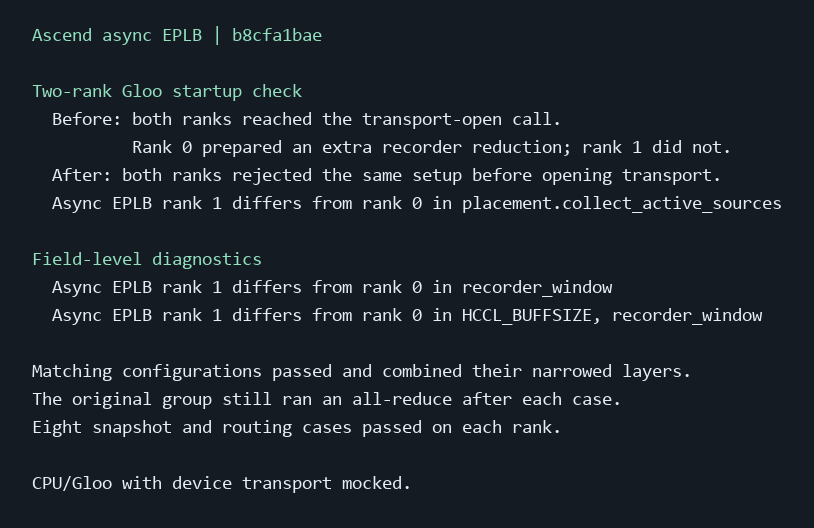 Ascend async EPLB | b8cfa1bae
Two-rank Gloo startup check
Before: both ranks reached the transport-open call.
Rank 0 prepared an extra recorder reduction; rank 1 did not.
After: both ranks rejected the same setup before opening transport.
Async EPLB rank 1 differs from rank 0 in placement.collect_active_sources
Field-level diagnostics
Async EPLB rank 1 differs from rank 0 in recorder_window
Async EPLB rank 1 differs from rank 0 in HCCL_BUFFSIZE, recorder_window
Matching configurations passed and combined their narrowed layers.
The original group still ran an all-reduce after each case.
Eight snapshot and routing cases passed on each rank.
CPU/Gloo with device transport mocked.